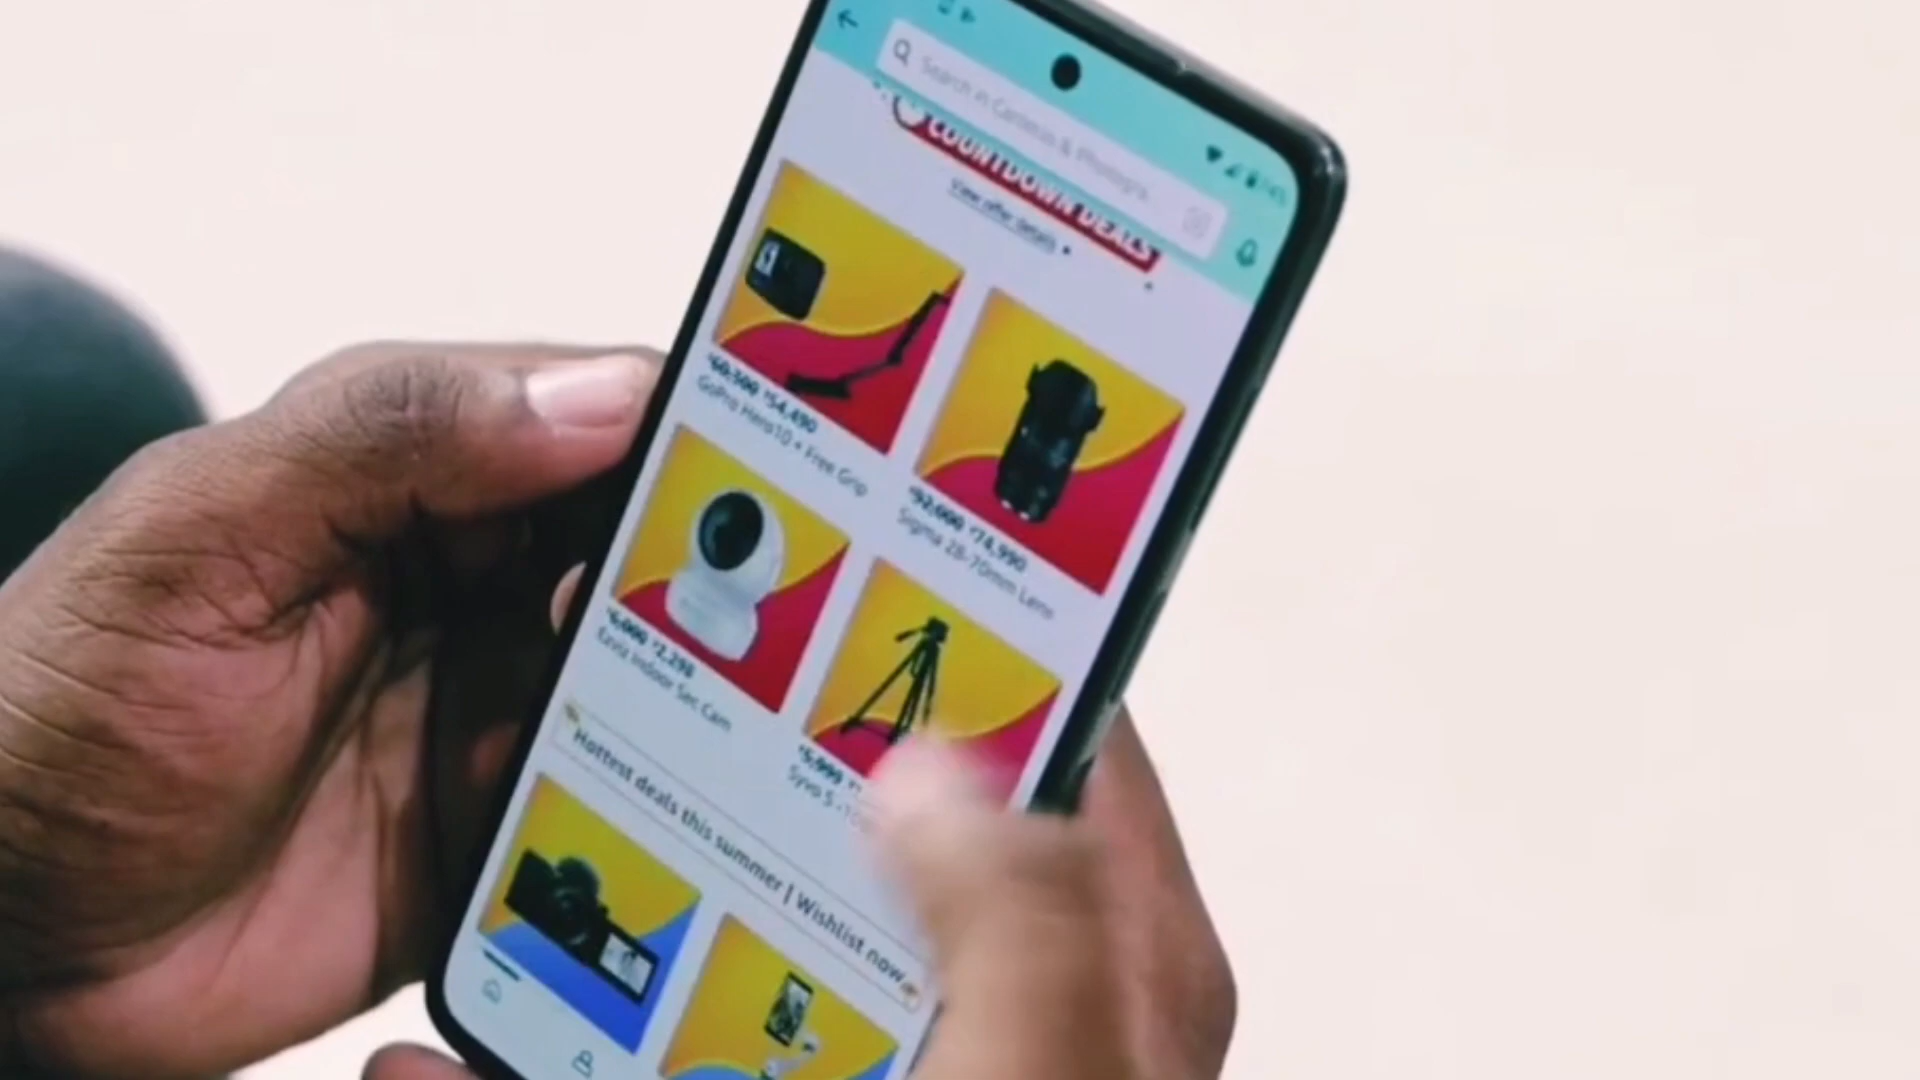 Search in Cameras & Photogra
COUNTDOWN DEALS
View offer details
₹60,500 ₹54,490
GoPro Hero10 + Free Grip
₹92,000 ₹74,990
Sigma 28-70mm Lens
₹6,000 ₹2,298
Ezviz Indoor Sec Cam
₹5,999
Syvo
Hottest deals this summer | Wishlist now